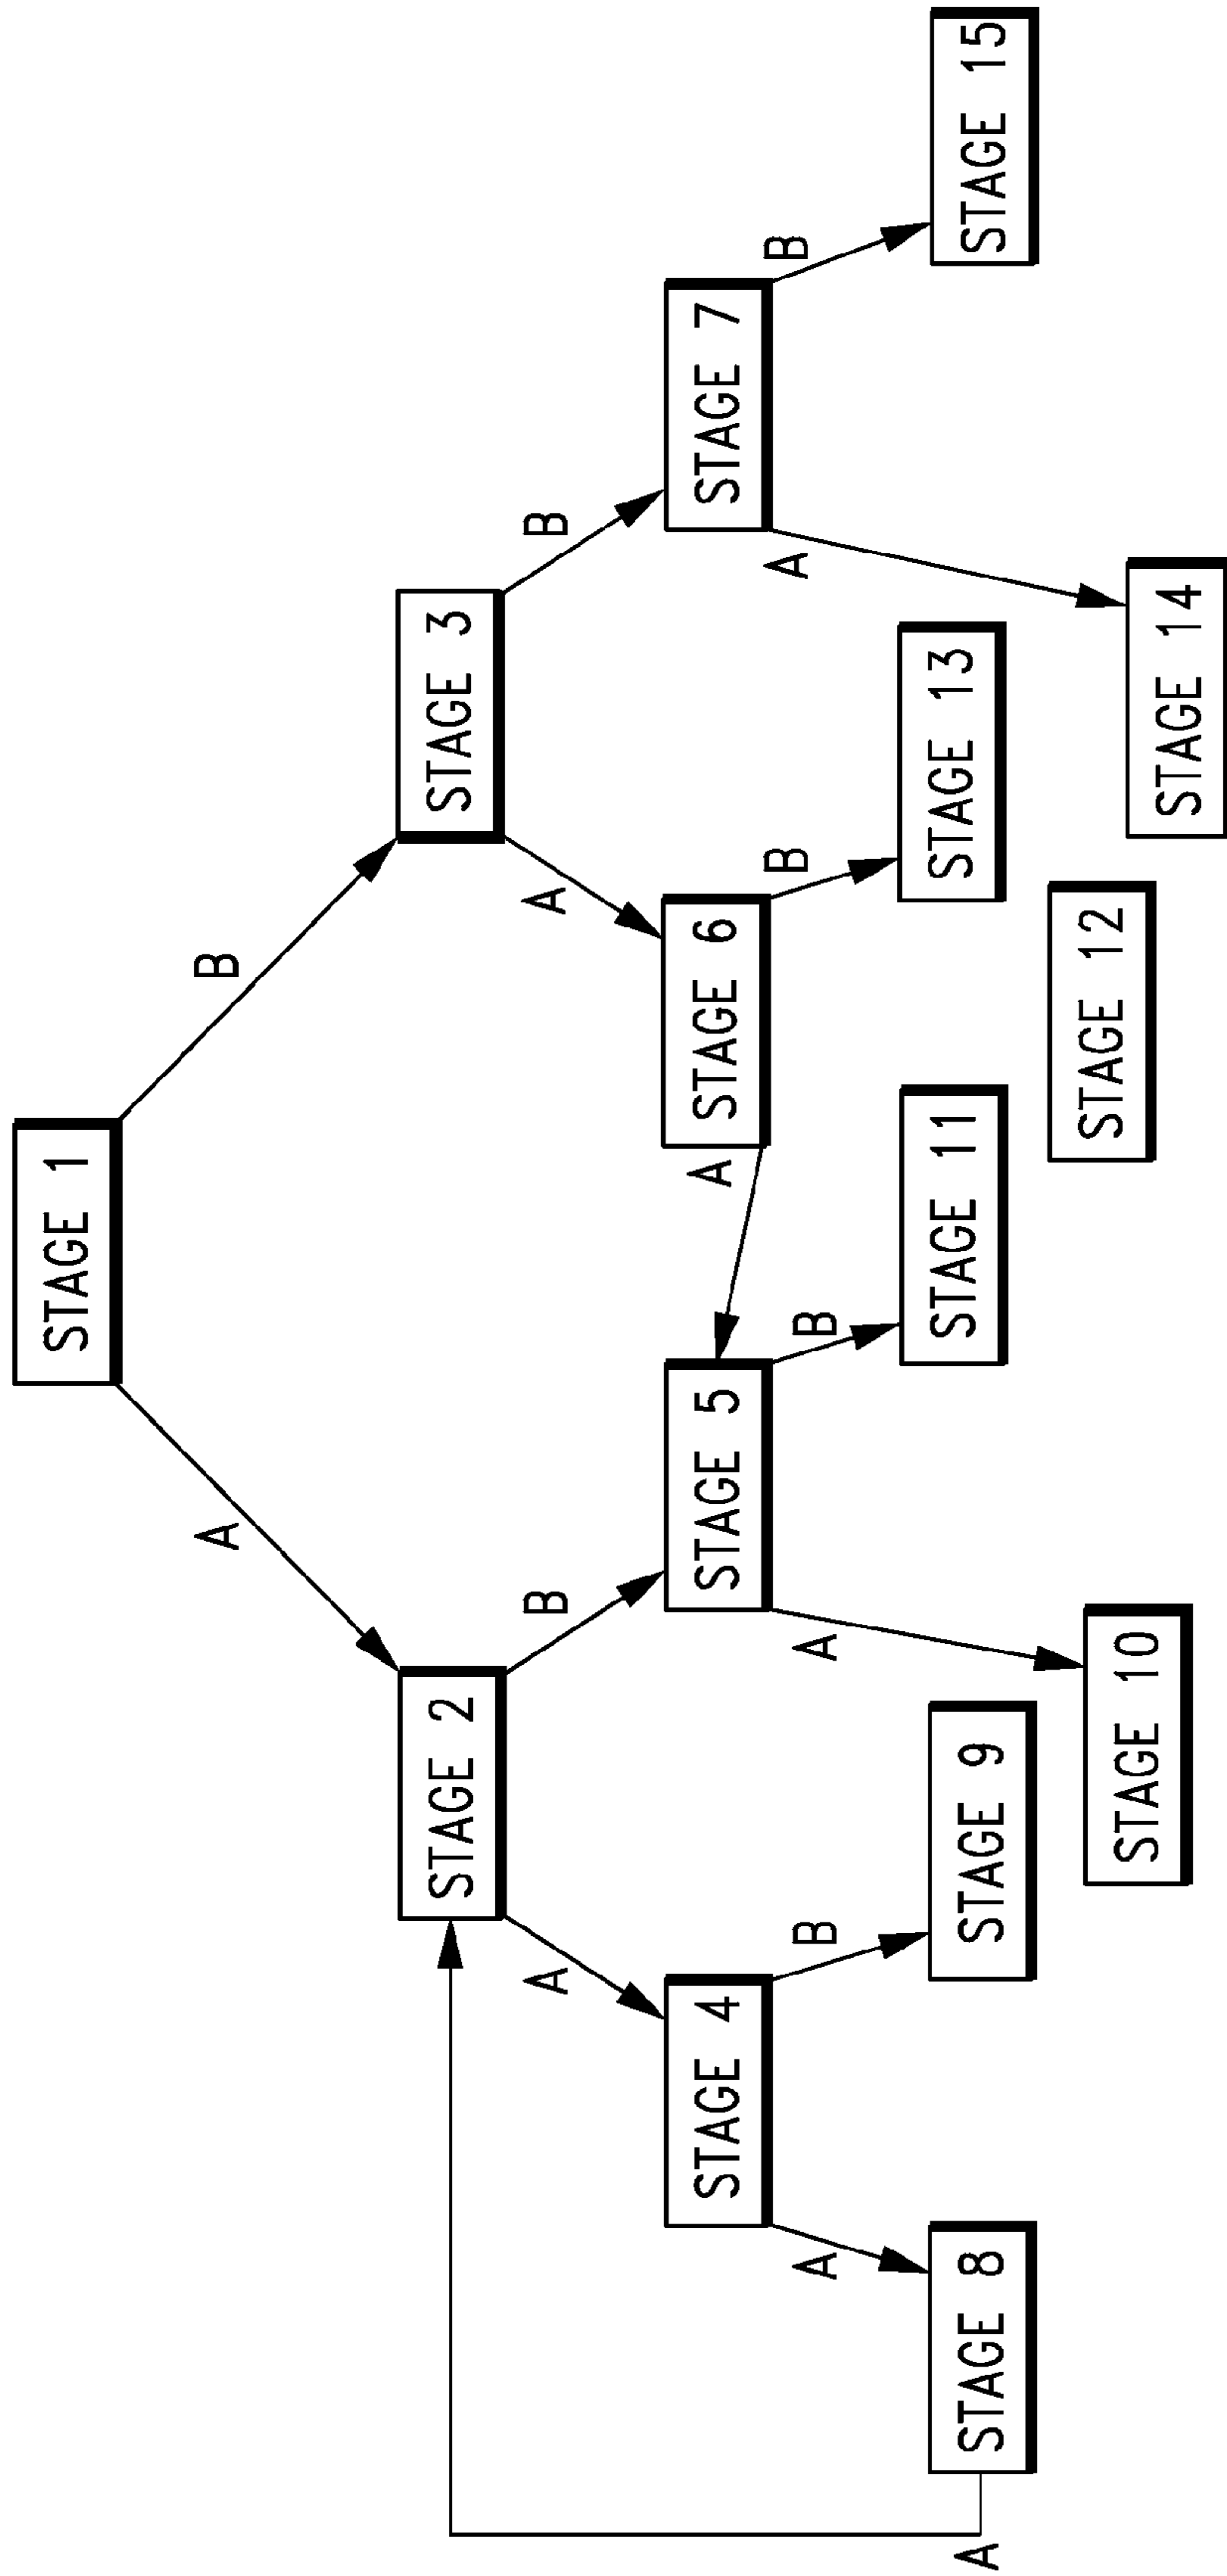 STAGE 1
A
B
STAGE 2
STAGE 3
A
B
A
B
STAGE 4
STAGE 5
A
STAGE 6
STAGE 7
A
B
A
B
B
A
B
A
STAGE 8
STAGE 9
STAGE 11
STAGE 13
STAGE 15
STAGE 10
STAGE 12
STAGE 14